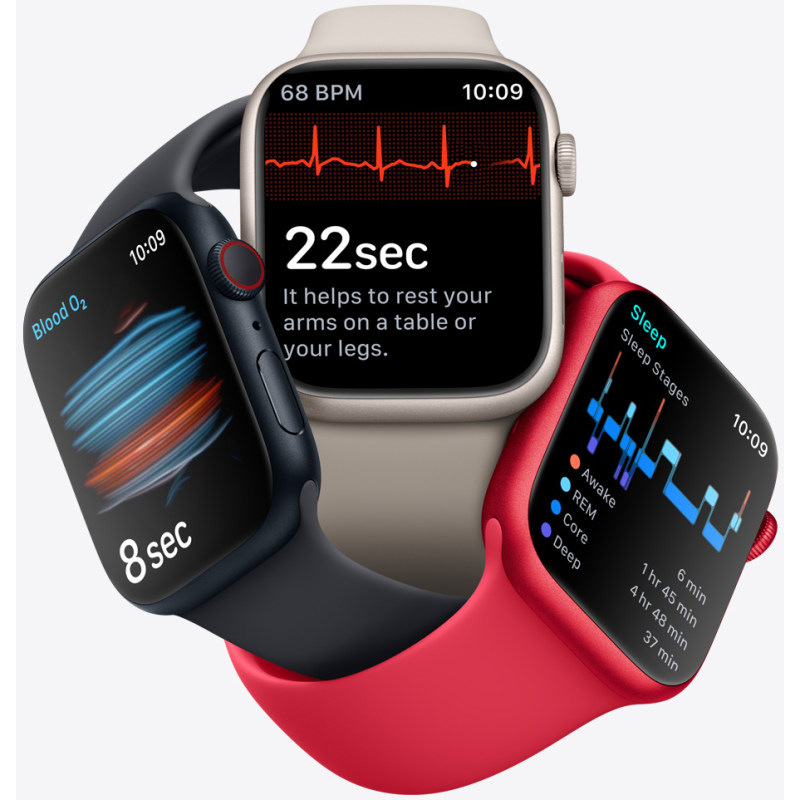 68 BPM 10:09
22sec
It helps to rest your
arms on a table or
your legs.
10:09
Blood O₂
8 sec
Sleep
Sleep Stages
10:09
Awake
REM
Core
Deep
6 min
1 hr 45 min
4 hr 48 min
37 min